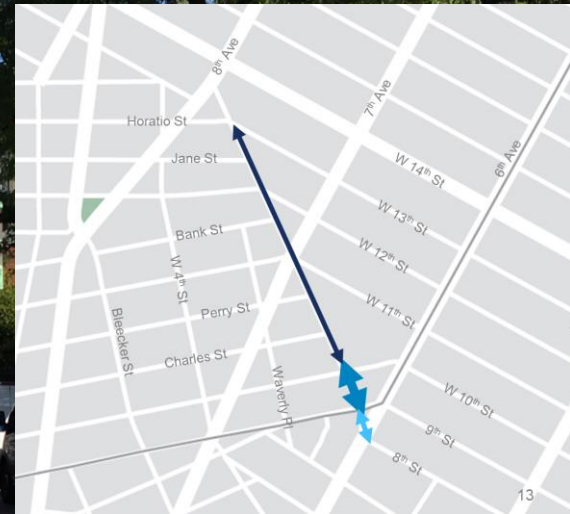 8th Ave
7th Ave
6th Ave
Horatio St
Jane St
W 14th St
W 13th St
W 12th St
Bank St
W 4th St
W 11th St
Perry St
Bleecker St
Charles St
Waverly Pl
W 10th St
9th St
8th St
13